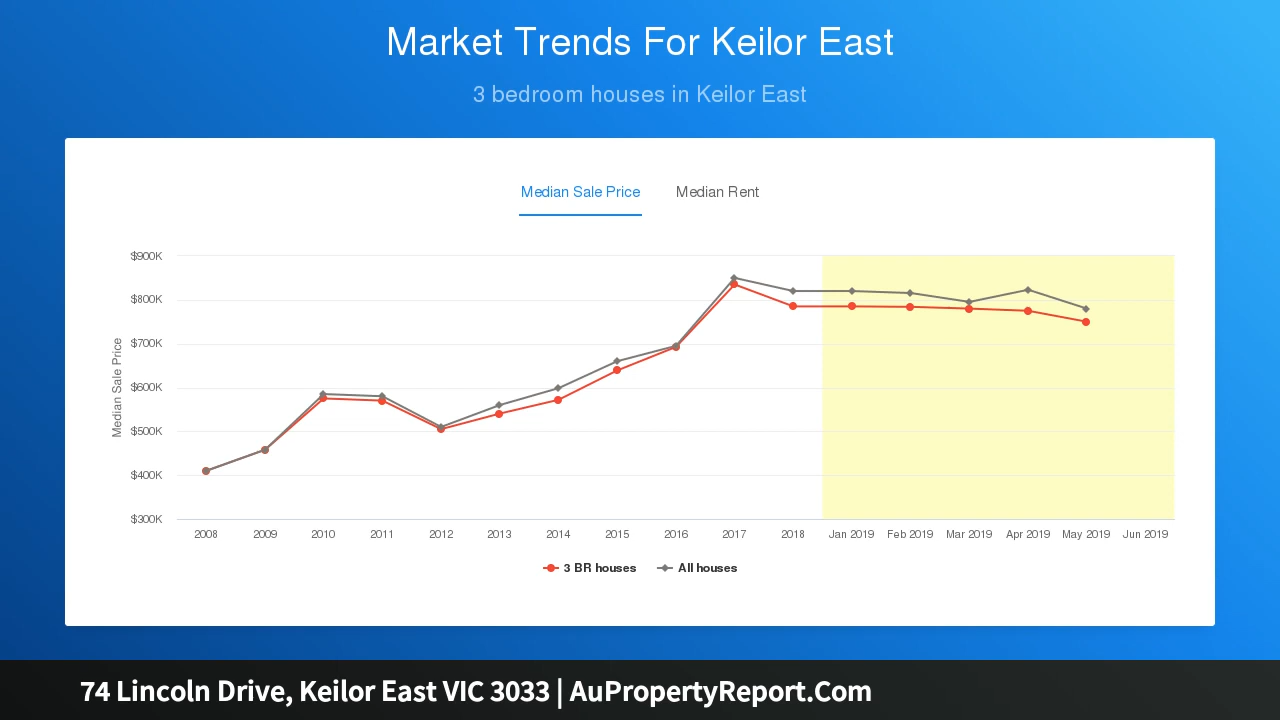 Market Trends For Keilor East
3 bedroom houses in Keilor East
Median Sale Price Median Rent
Median Sale Price
$900K
$800K
$700K
$600K
$500K
$400K
$300K
2008 2009 2010 2011 2012 2013 2014 2015 2016 2017 2018 Jan 2019 Feb 2019 Mar 2019 Apr 2019 May 2019 Jun 2019
3 BR houses All houses
74 Lincoln Drive, Keilor East VIC 3033 | AuPropertyReport.Com